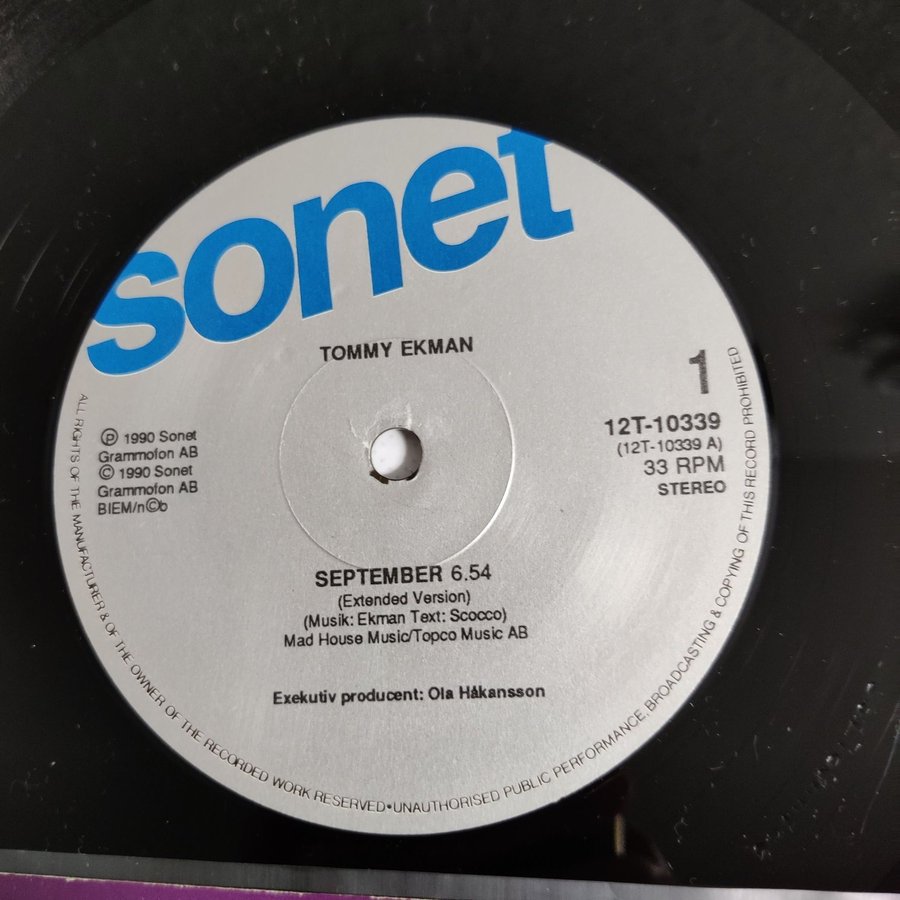 sonet
TOMMY EKMAN
1
12T-10339
(12T-10339 A)
33 RPM
STEREO
Ⓟ 1990 Sonet
Grammofon AB
© 1990 Sonet
Grammofon AB
BIEM/n©b
SEPTEMBER 6.54
(Extended Version)
(Musik: Ekman Text: Scocco)
Mad House Music/Topco Music AB
Exekutiv producent: Ola Håkansson
ALL RIGHTS OF THE MANUFACTURER & OF THE OWNER OF THE RECORDED WORK RESERVED•UNAUTHORISED PUBLIC PERFORMANCE. BROADCASTING & COPYING OF THIS RECORD PROHIBITED